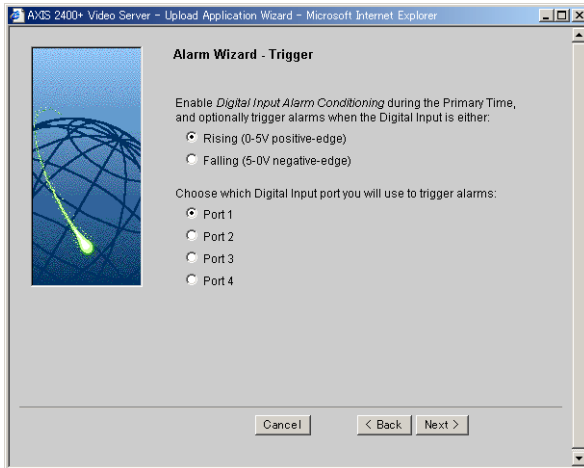 AXIS 2400+ Video Server - Upload Application Wizard - Microsoft Internet Explorer
Alarm Wizard - Trigger
Enable Digital Input Alarm Conditioning during the Primary Time,
and optionally trigger alarms when the Digital Input is either:
Rising (0-5V positive-edge)
Falling (5-0V negative-edge)
Choose which Digital Input port you will use to trigger alarms:
Port 1
Port 2
Port 3
Port 4
Cancel < Back Next >